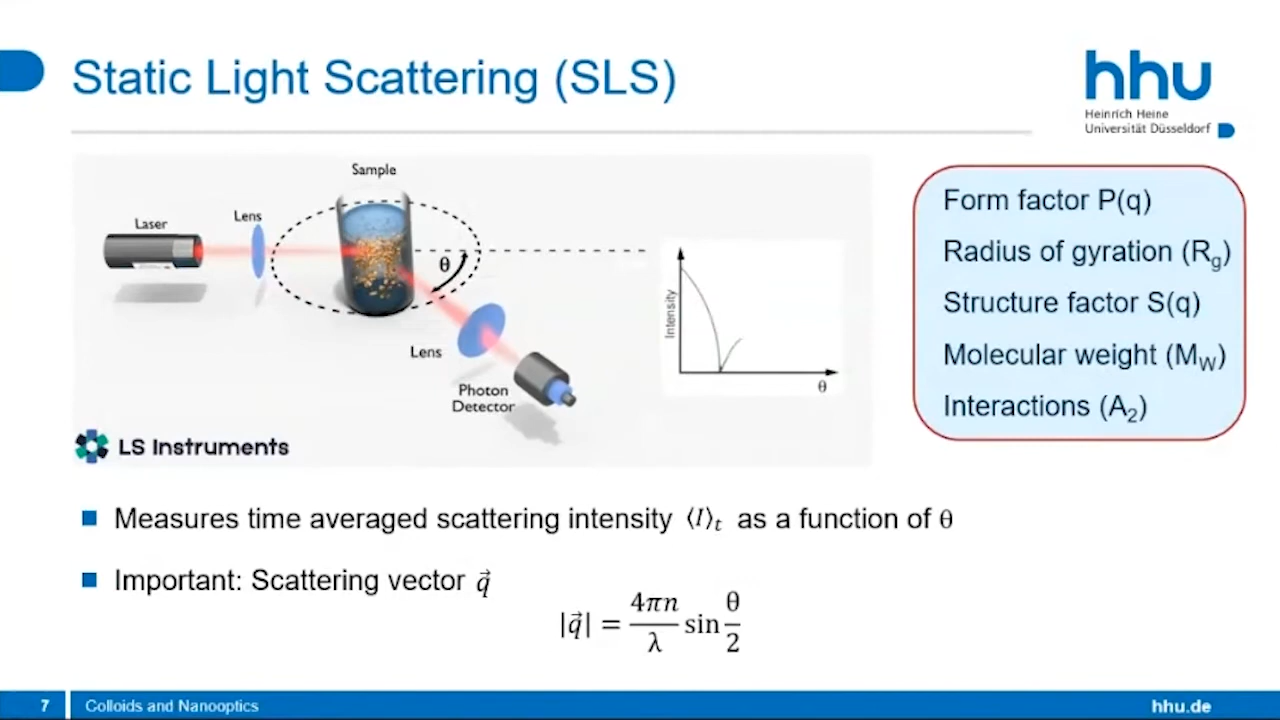 Static Light Scattering (SLS)
hhu
Heinrich Heine
Universität Düsseldorf
Sample
Lens
Laser
θ
Lens
Photon
Detector
Intensity
θ
LS Instruments
Form factor P(q)
Radius of gyration (R_g)
Structure factor S(q)
Molecular weight (M_W)
Interactions (A_2)
Measures time averaged scattering intensity ⟨I⟩_t as a function of θ
Important: Scattering vector q⃗
|q⃗| = 4πn/λ sin θ/2
7 Colloids and Nanooptics hhu.de